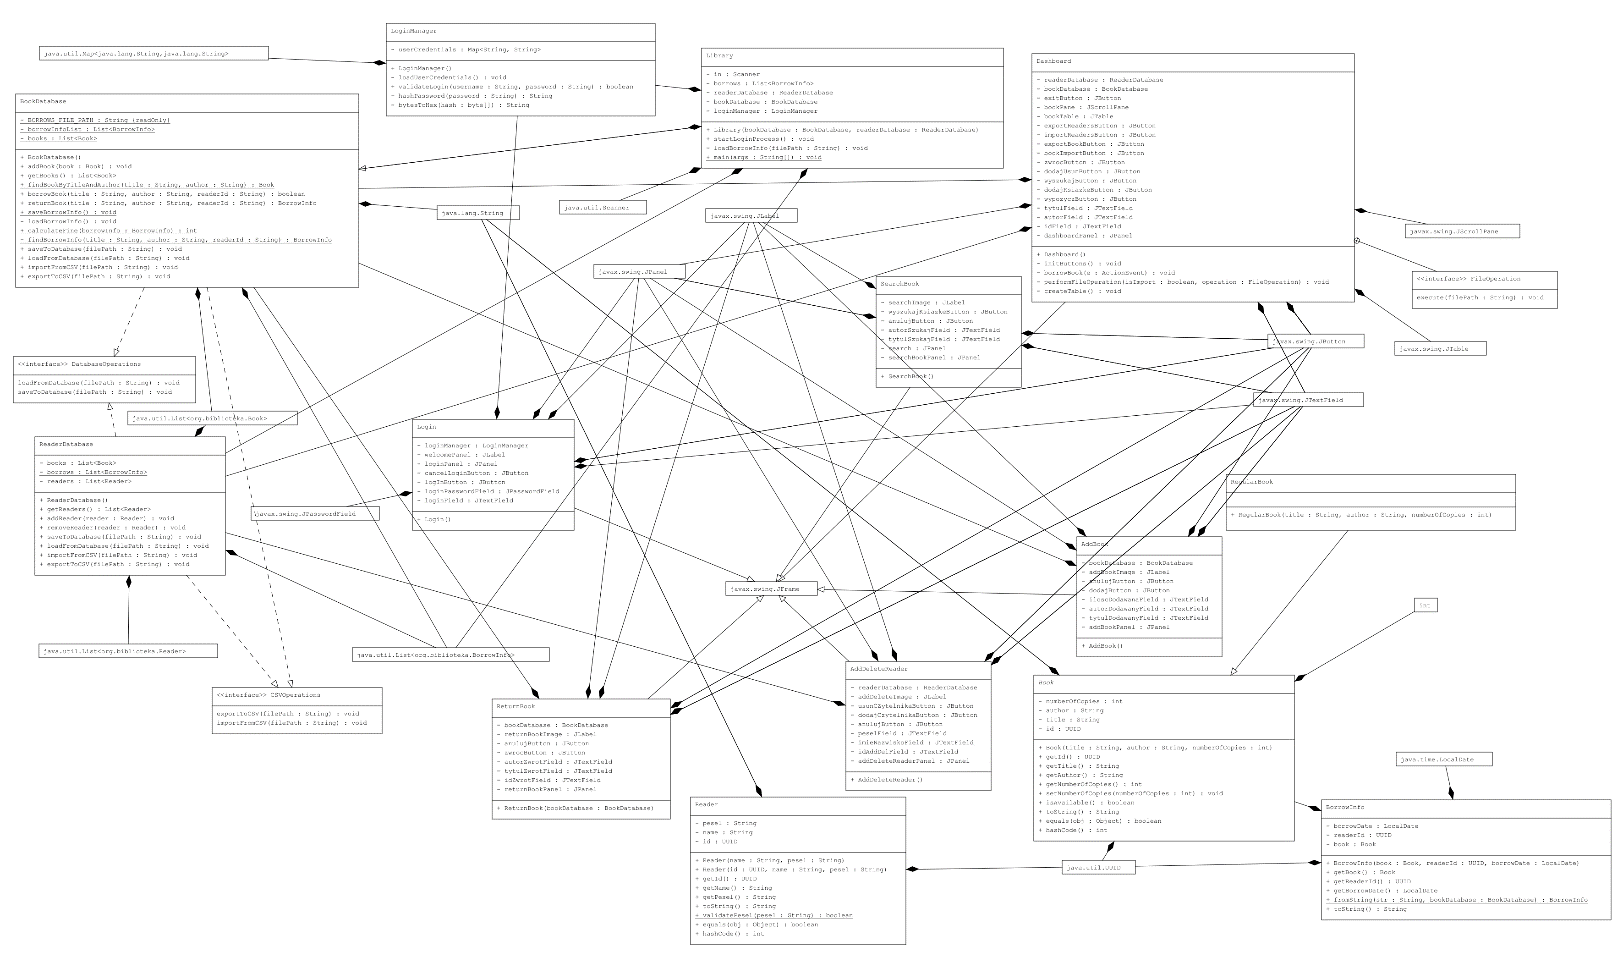 java.util.Map<java.lang.String,java.lang.String>
LoginManager
- userCredentials : Map<String, String>
+ LoginManager()
- loadUserCredentials() : void
+ validateLogin(username : String, password : String) : boolean
- hashPassword(password : String) : String
- bytesToHex(hash : byte[]) : String
Library
- in : Scanner
- borrows : List<BorrowInfo>
- readerDatabase : ReaderDatabase
- bookDatabase : BookDatabase
- loginManager : LoginManager
+ Library(bookDatabase : BookDatabase, readerDatabase : ReaderDatabase)
+ startLoginProcess() : void
- loadBorrowInfo(filePath : String) : void
+ main(args : String[]) : void
Dashboard
- readerDatabase : ReaderDatabase
- bookDatabase : BookDatabase
- exitButton : JButton
- bookPane : JScrollPane
- bookTable : JTable
- exportReadersButton : JButton
- importReadersButton : JButton
- exportBookButton : JButton
- bookImportButton : JButton
- zwrocButton : JButton
- dodajUsunButton : JButton
- wyszukajButton : JButton
- dodajKsiazkeButton : JButton
- wypozyczButton : JButton
- tytulField : JTextField
- autorField : JTextField
- idField : JTextField
- dashboardPanel : JPanel
+ Dashboard()
- initButtons() : void
- borrowBook(e : ActionEvent) : void
- performFileOperation(isImport : boolean, operation : FileOperation) : void
- createTable() : void
BookDatabase
- BORROWS_FILE_PATH : String {readOnly}
- borrowInfoList : List<BorrowInfo>
- books : List<Book>
+ BookDatabase()
+ addBook(book : Book) : void
+ getBooks() : List<Book>
+ findBookByTitleAndAuthor(title : String, author : String) : Book
+ borrowBook(title : String, author : String, readerId : String) : boolean
+ returnBook(title : String, author : String, readerId : String) : BorrowInfo
+ saveBorrowInfo() : void
- loadBorrowInfo() : void
+ calculateFine(borrowInfo : BorrowInfo) : int
- findBorrowInfo(title : String, author : String, readerId : String) : BorrowInfo
+ saveToDatabase(filePath : String) : void
+ loadFromDatabase(filePath : String) : void
+ importFromCSV(filePath : String) : void
+ exportToCSV(filePath : String) : void
java.lang.String
java.util.Scanner
javax.swing.JLabel
javax.swing.JScrollPane
javax.swing.JPanel
<<interface>> FileOperation
execute(filePath : String) : void
SearchBook
- searchImage : JLabel
- wyszukajKsiazkeButton : JButton
- anulujButton : JButton
- autorSzukajField : JTextField
- tytulSzukajField : JTextField
- search : JPanel
- searchBookPanel : JPanel
+ SearchBook()
javax.swing.JButton
javax.swing.JTable
<<interface>> DatabaseOperations
loadFromDatabase(filePath : String) : void
saveToDatabase(filePath : String) : void
javax.swing.JTextField
java.util.List<org.biblioteka.Book>
Login
- loginManager : LoginManager
- welcomePanel : JLabel
- loginPanel : JPanel
- cancelLoginButton : JButton
- logInButton : JButton
- loginPasswordField : JPasswordField
- loginField : JTextField
+ Login()
ReaderDatabase
- books : List<Book>
- borrows : List<BorrowInfo>
- readers : List<Reader>
+ ReaderDatabase()
+ getReaders() : List<Reader>
+ addReader(reader : Reader) : void
+ removeReader(reader : Reader) : void
+ saveToDatabase(filePath : String) : void
+ loadFromDatabase(filePath : String) : void
+ importFromCSV(filePath : String) : void
+ exportToCSV(filePath : String) : void
RegularBook
+ RegularBook(title : String, author : String, numberOfCopies : int)
javax.swing.JPasswordField
AddBook
- bookDatabase : BookDatabase
- addBookImage : JLabel
- anulujButton : JButton
- dodajButton : JButton
- iloscDodawanaField : JTextField
- autorDodawanyField : JTextField
- tytulDodawanyField : JTextField
- addBookPanel : JPanel
+ AddBook()
javax.swing.JFrame
int
java.util.List<org.biblioteka.Reader>
java.util.List<org.biblioteka.BorrowInfo>
<<interface>> CSVOperations
exportToCSV(filePath : String) : void
importFromCSV(filePath : String) : void
AddDeleteReader
- readerDatabase : ReaderDatabase
- addDeleteImage : JLabel
- usunCZytelnikaButton : JButton
- dodajCzytelnikaButton : JButton
- anulujButton : JButton
- peselField : JTextField
- imieNazwiskoField : JTextField
- idAddDelField : JTextField
- addDeleteReaderPanel : JPanel
+ AddDeleteReader()
Book
- numberOfCopies : int
- author : String
- title : String
- id : UUID
+ Book(title : String, author : String, numberOfCopies : int)
+ getId() : UUID
+ getTitle() : String
+ getAuthor() : String
+ getNumberOfCopies() : int
+ setNumberOfCopies(numberOfCopies : int) : void
+ isAvailable() : boolean
+ toString() : String
+ equals(obj : Object) : boolean
+ hashCode() : int
ReturnBook
- bookDatabase : BookDatabase
- returnBookImage : JLabel
- anulujButton : JButton
- zwrocButton : JButton
- autorZwrotField : JTextField
- tytulZwrotField : JTextField
- idZwrotField : JTextField
- returnBookPanel : JPanel
+ ReturnBook(bookDatabase : BookDatabase)
java.time.LocalDate
Reader
- pesel : String
- name : String
- id : UUID
+ Reader(name : String, pesel : String)
+ Reader(id : UUID, name : String, pesel : String)
+ getId() : UUID
+ getName() : String
+ getPesel() : String
+ toString() : String
+ validatePesel(pesel : String) : boolean
+ equals(obj : Object) : boolean
+ hashCode() : int
java.util.UUID
BorrowInfo
- borrowDate : LocalDate
- readerId : UUID
- book : Book
+ BorrowInfo(book : Book, readerId : UUID, borrowDate : LocalDate)
+ getBook() : Book
+ getReaderId() : UUID
+ getBorrowDate() : LocalDate
+ fromString(str : String, bookDatabase : BookDatabase) : BorrowInfo
+ toString() : String